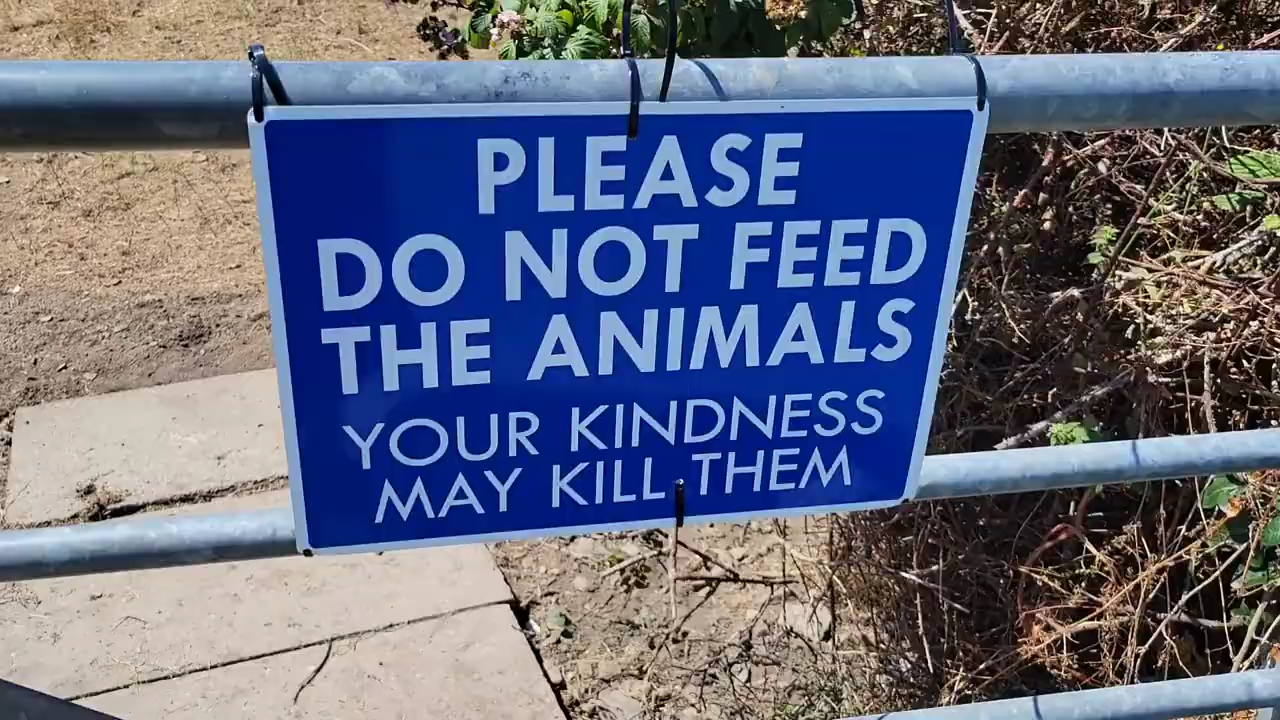 PLEASE
DO NOT FEED
THE ANIMALS
YOUR KINDNESS
MAY KILL THEM